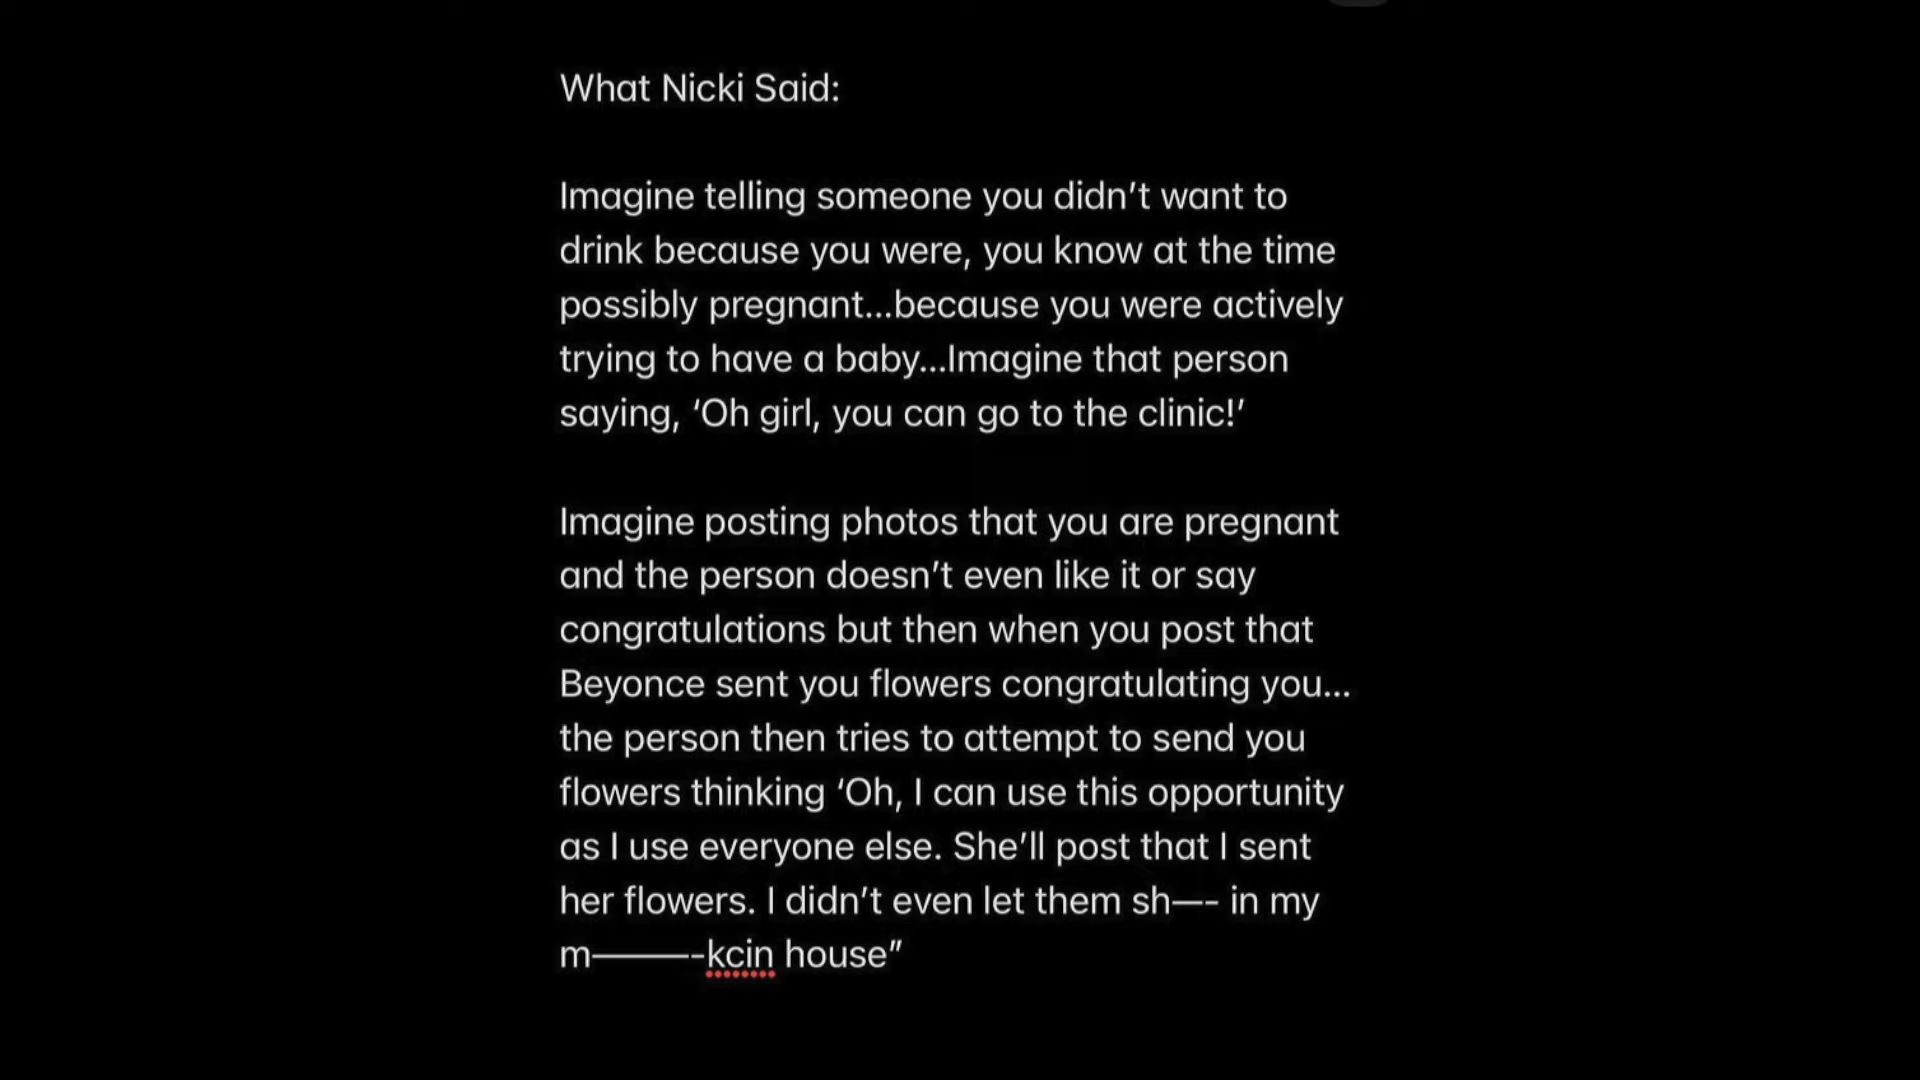 What Nicki Said:
Imagine telling someone you didn’t want to
drink because you were, you know at the time
possibly pregnant...because you were actively
trying to have a baby...Imagine that person
saying, ‘Oh girl, you can go to the clinic!’
Imagine posting photos that you are pregnant
and the person doesn’t even like it or say
congratulations but then when you post that
Beyonce sent you flowers congratulating you...
the person then tries to attempt to send you
flowers thinking ‘Oh, I can use this opportunity
as I use everyone else. She’ll post that I sent
her flowers. I didn’t even let them sh—- in my
m———-kcin house”